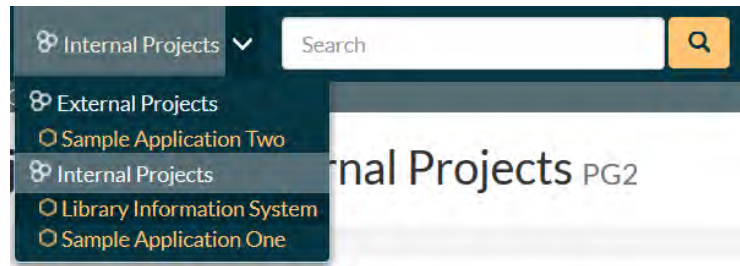 Internal Projects
Search
External Projects
Sample Application Two
Internal Projects
rnal Projects PG2
Library Information System
Sample Application One